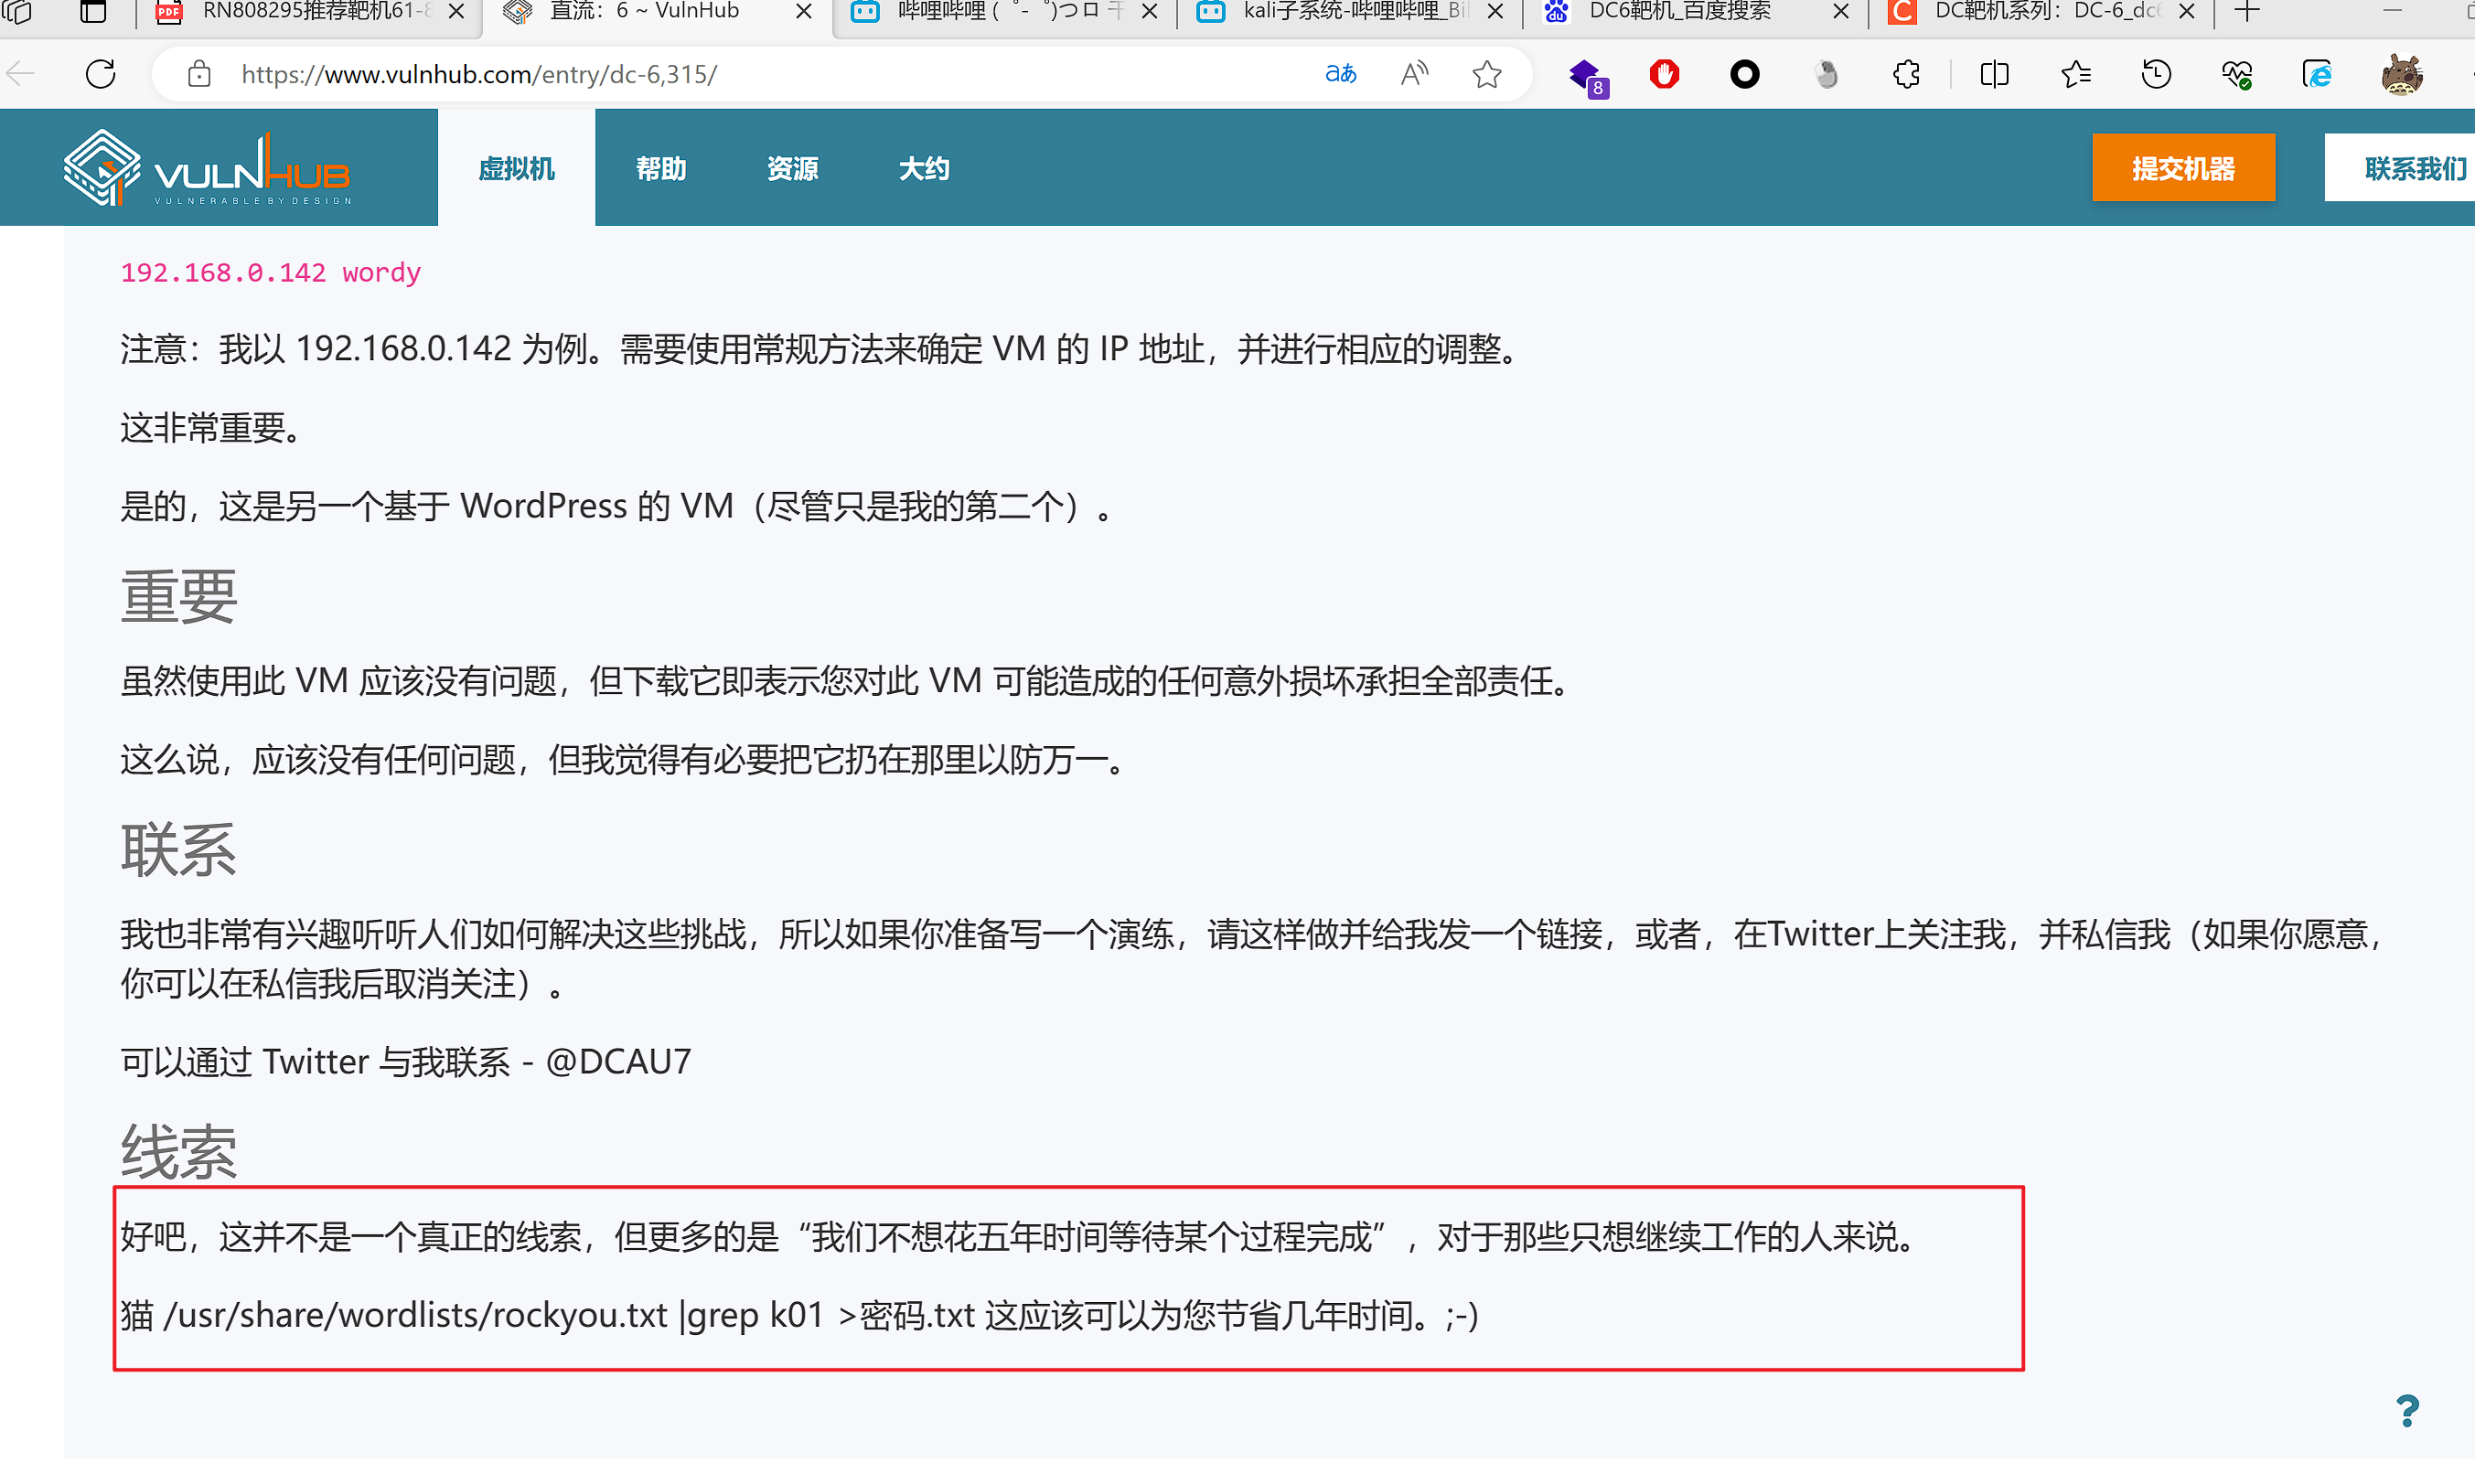 RN808295推荐靶机61-8
直流：6 ~ VulnHub
哔哩哔哩 (゜-゜)つロ 干
kali子系统-哔哩哔哩_Bil
DC6靶机_百度搜索
DC靶机系列：DC-6_dc6
https://www.vulnhub.com/entry/dc-6,315/
8
VULNHUB
VULNERABLE BY DESIGN
虚拟机
帮助
资源
大约
提交机器
联系我们
192.168.0.142 wordy
注意：我以 192.168.0.142 为例。需要使用常规方法来确定 VM 的 IP 地址，并进行相应的调整。
这非常重要。
是的，这是另一个基于 WordPress 的 VM（尽管只是我的第二个）。
重要
虽然使用此 VM 应该没有问题，但下载它即表示您对此 VM 可能造成的任何意外损坏承担全部责任。
这么说，应该没有任何问题，但我觉得有必要把它扔在那里以防万一。
联系
我也非常有兴趣听听人们如何解决这些挑战，所以如果你准备写一个演练，请这样做并给我发一个链接，或者，在Twitter上关注我，并私信我（如果你愿意，
你可以在私信我后取消关注）。
可以通过 Twitter 与我联系 - @DCAU7
线索
好吧，这并不是一个真正的线索，但更多的是“我们不想花五年时间等待某个过程完成”，对于那些只想继续工作的人来说。
猫 /usr/share/wordlists/rockyou.txt |grep k01 >密码.txt 这应该可以为您节省几年时间。;-)
?